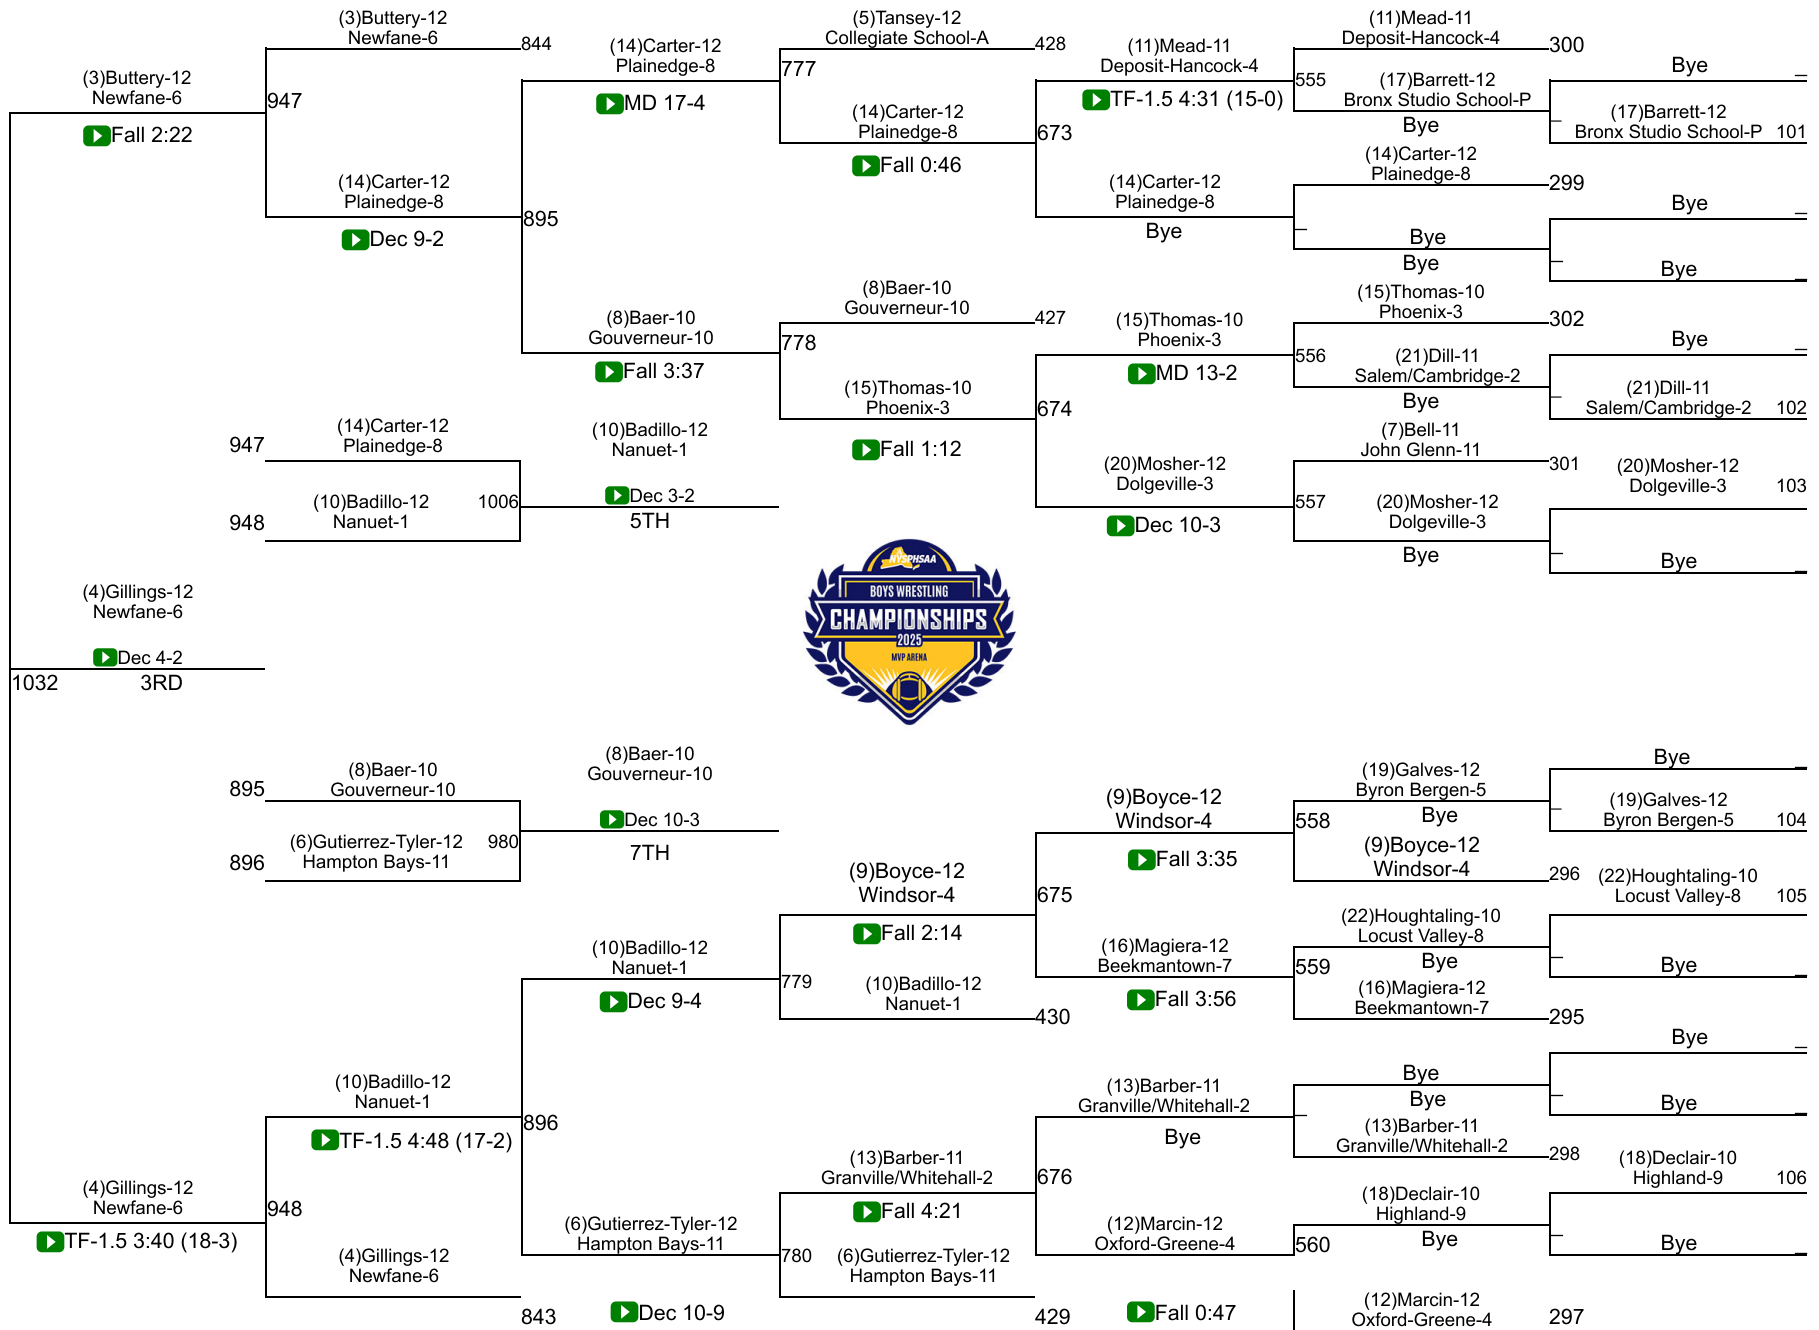 (3)Buttery-12
Newfane-6
844
(14)Carter-12
Plainedge-8
(5)Tansey-12
Collegiate School-A
428
(11)Mead-11
Deposit-Hancock-4
(11)Mead-11
Deposit-Hancock-4
300
Bye
(3)Buttery-12
Newfane-6
947
777
555
(17)Barrett-12
Bronx Studio School-P
MD 17-4
TF-1.5 4:31 (15-0)
(14)Carter-12
Plainedge-8
673
Bye
(17)Barrett-12
Bronx Studio School-P
101
Fall 2:22
Fall 0:46
(14)Carter-12
Plainedge-8
299
(14)Carter-12
Plainedge-8
(14)Carter-12
Plainedge-8
Bye
895
Dec 9-2
Bye
Bye
Bye
Bye
(8)Baer-10
Gouverneur-10
427
(15)Thomas-10
Phoenix-3
302
(8)Baer-10
Gouverneur-10
778
(15)Thomas-10
Phoenix-3
Bye
556
(21)Dill-11
Salem/Cambridge-2
Fall 3:37
MD 13-2
(15)Thomas-10
Phoenix-3
674
Bye
(21)Dill-11
Salem/Cambridge-2
102
947
(14)Carter-12
Plainedge-8
(10)Badillo-12
Nanuet-1
Fall 1:12
(7)Bell-11
John Glenn-11
301
(20)Mosher-12
Dolgeville-3
(20)Mosher-12
Dolgeville-3
103
948
(10)Badillo-12
Nanuet-1
1006
Dec 3-2
5TH
557
(20)Mosher-12
Dolgeville-3
Dec 10-3
Bye
Bye
NYSPHSAA
BOYS WRESTLING
CHAMPIONSHIPS
2025
MVP ARENA
(4)Gillings-12
Newfane-6
Dec 4-2
1032
3RD
895
(8)Baer-10
Gouverneur-10
(8)Baer-10
Gouverneur-10
(19)Galves-12
Byron Bergen-5
Bye
(9)Boyce-12
Windsor-4
558
Bye
(19)Galves-12
Byron Bergen-5
104
896
(6)Gutierrez-Tyler-12
Hampton Bays-11
980
Dec 10-3
7TH
Fall 3:35
(9)Boyce-12
Windsor-4
296
(9)Boyce-12
Windsor-4
675
(22)Houghtaling-10
Locust Valley-8
105
Fall 2:14
(22)Houghtaling-10
Locust Valley-8
(10)Badillo-12
Nanuet-1
(16)Magiera-12
Beekmantown-7
559
Bye
Bye
Dec 9-4
779
(10)Badillo-12
Nanuet-1
430
Fall 3:56
(16)Magiera-12
Beekmantown-7
295
Bye
(10)Badillo-12
Nanuet-1
896
(13)Barber-11
Granville/Whitehall-2
Bye
Bye
Bye
TF-1.5 4:48 (17-2)
Bye
(13)Barber-11
Granville/Whitehall-2
298
(13)Barber-11
Granville/Whitehall-2
676
(18)Declair-10
Highland-9
106
(4)Gillings-12
Newfane-6
948
Fall 4:21
(18)Declair-10
Highland-9
TF-1.5 3:40 (18-3)
(6)Gutierrez-Tyler-12
Hampton Bays-11
(12)Marcin-12
Oxford-Greene-4
560
Bye
Bye
(4)Gillings-12
Newfane-6
780
(6)Gutierrez-Tyler-12
Hampton Bays-11
843
Dec 10-9
429
Fall 0:47
(12)Marcin-12
Oxford-Greene-4
297